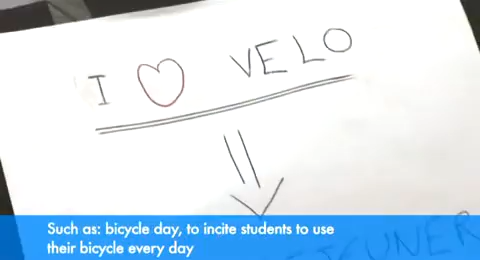 I ♡ VELO
Such as: bicycle day, to incite students to use
their bicycle every day